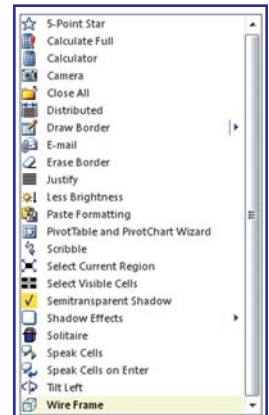 5-Point Star
Calculate Full
Calculator
Camera
Close All
Distributed
Draw Border
E-mail
Erase Border
Justify
Less Brightness
Paste Formatting
PivotTable and PivotChart Wizard
Scribble
Select Current Region
Select Visible Cells
Semitransparent Shadow
Shadow Effects
Solitaire
Speak Cells
Speak Cells on Enter
Tilt Left
Wire Frame